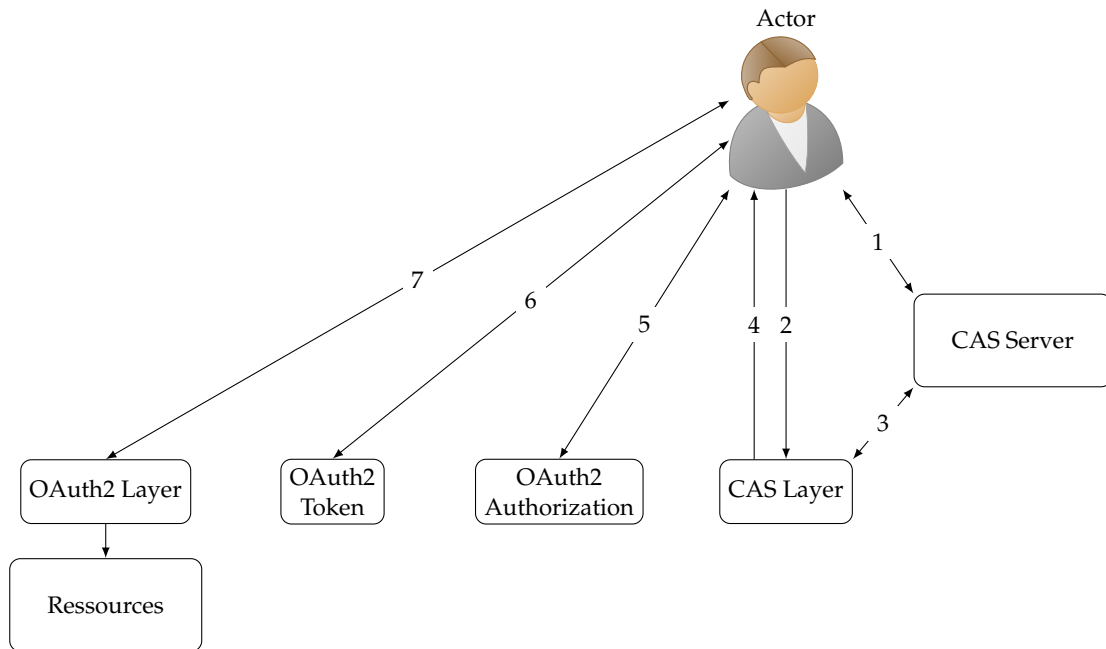 Actor
1
7
6
5
4
2
CAS Server
3
OAuth2 Layer
OAuth2
Token
OAuth2
Authorization
CAS Layer
Ressources